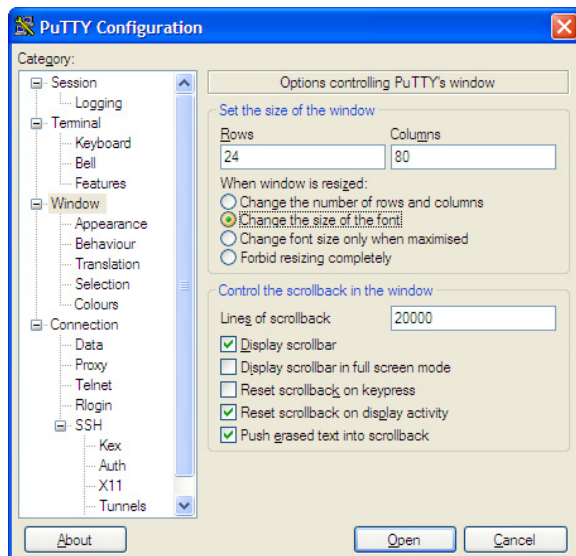 PuTTY Configuration
Category:
Session
Logging
Terminal
Keyboard
Bell
Features
Window
Appearance
Behaviour
Translation
Selection
Colours
Connection
Data
Proxy
Telnet
Rlogin
SSH
Kex
Auth
X11
Tunnels
Options controlling PuTTY's window
Set the size of the window
Rows Columns
24 80
When window is resized:
Change the number of rows and columns
Change the size of the font
Change font size only when maximised
Forbid resizing completely
Control the scrollback in the window
Lines of scrollback 20000
Display scrollbar
Display scrollbar in full screen mode
Reset scrollback on keypress
Reset scrollback on display activity
Push erased text into scrollback
About Open Cancel